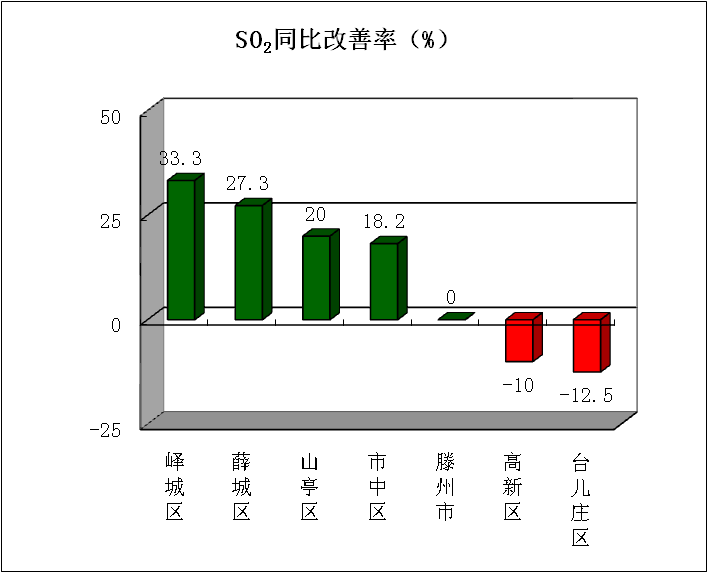 SO₂同比改善率（%）
50
25
0
-25
33.3
27.3
20
18.2
0
-10
-12.5
峄城区
薛城区
山亭区
市中区
滕州市
高新区
台儿庄区